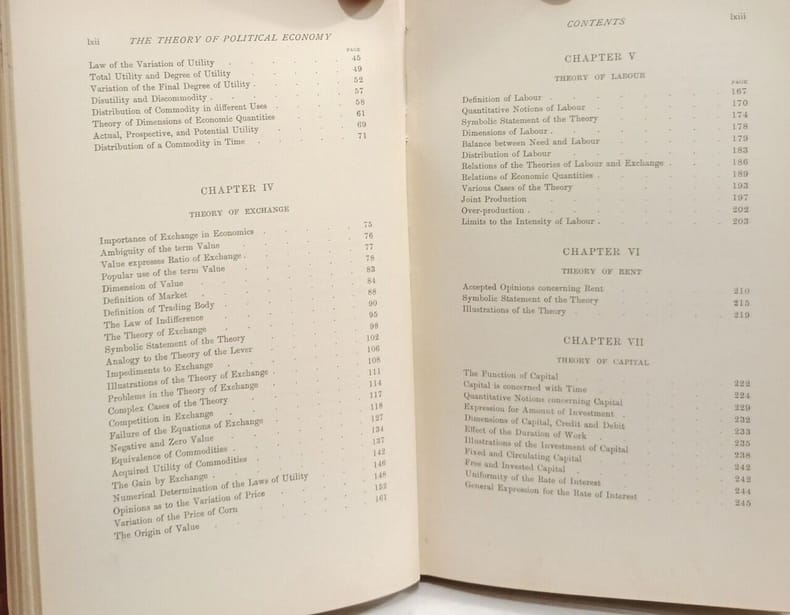 lxii THE THEORY OF POLITICAL ECONOMY
PAGE
Law of the Variation of Utility . . . . 45
Total Utility and Degree of Utility . . . . 49
Variation of the Final Degree of Utility . . . . 52
Disutility and Discommodity . . . . 57
Distribution of Commodity in different Uses . . . . 58
Theory of Dimensions of Economic Quantities . . . 61
Actual, Prospective, and Potential Utility . . . . 69
Distribution of a Commodity in Time . . . . 71
CHAPTER IV
THEORY OF EXCHANGE
Importance of Exchange in Economics . . . . 75
Ambiguity of the term Value . . . . 76
Value expresses Ratio of Exchange . . . . 77
Popular use of the term Value . . . . 78
Dimension of Value . . . . 83
Definition of Market . . . . 84
Definition of Trading Body . . . . 88
The Law of Indifference . . . . 90
The Theory of Exchange . . . . 95
Symbolic Statement of the Theory . . . . 98
Analogy to the Theory of the Lever . . . . 102
Impediments to Exchange . . . . 106
Illustrations of the Theory of Exchange . . . . 108
Problems in the Theory of Exchange . . . . 111
Complex Cases of the Theory . . . . 114
Competition in Exchange . . . . 117
Failure of the Equations of Exchange . . . . 118
Negative and Zero Value . . . . 127
Equivalence of Commodities . . . . 134
Acquired Utility of Commodities . . . . 137
The Gain by Exchange . . . . 142
Numerical Determination of the Laws of Utility . . . 146
Opinions as to the Variation of Price . . . . 148
Variation of the Price of Corn . . . . 152
The Origin of Value . . . . 161
CONTENTS lxiii
CHAPTER V
THEORY OF LABOUR
PAGE
Definition of Labour . . . . 167
Quantitative Notions of Labour . . . . 170
Symbolic Statement of the Theory . . . . 174
Dimensions of Labour . . . . 178
Balance between Need and Labour . . . . 179
Distribution of Labour . . . . 183
Relations of the Theories of Labour and Exchange . . . 186
Relations of Economic Quantities . . . . 189
Various Cases of the Theory . . . . 193
Joint Production . . . . 197
Over-production . . . . 202
Limits to the Intensity of Labour . . . . 203
CHAPTER VI
THEORY OF RENT
Accepted Opinions concerning Rent . . . . 210
Symbolic Statement of the Theory . . . . 215
Illustrations of the Theory . . . . 219
CHAPTER VII
THEORY OF CAPITAL
The Function of Capital . . . . 222
Capital is concerned with Time . . . . 224
Quantitative Notions concerning Capital . . . . 229
Expression for Amount of Investment . . . . 232
Dimensions of Capital, Credit and Debit . . . . 233
Effect of the Duration of Work . . . . 235
Illustrations of the Investment of Capital . . . . 238
Fixed and Circulating Capital . . . . 242
Free and Invested Capital . . . . 242
Uniformity of the Rate of Interest . . . . 244
General Expression for the Rate of Interest . . . . 245